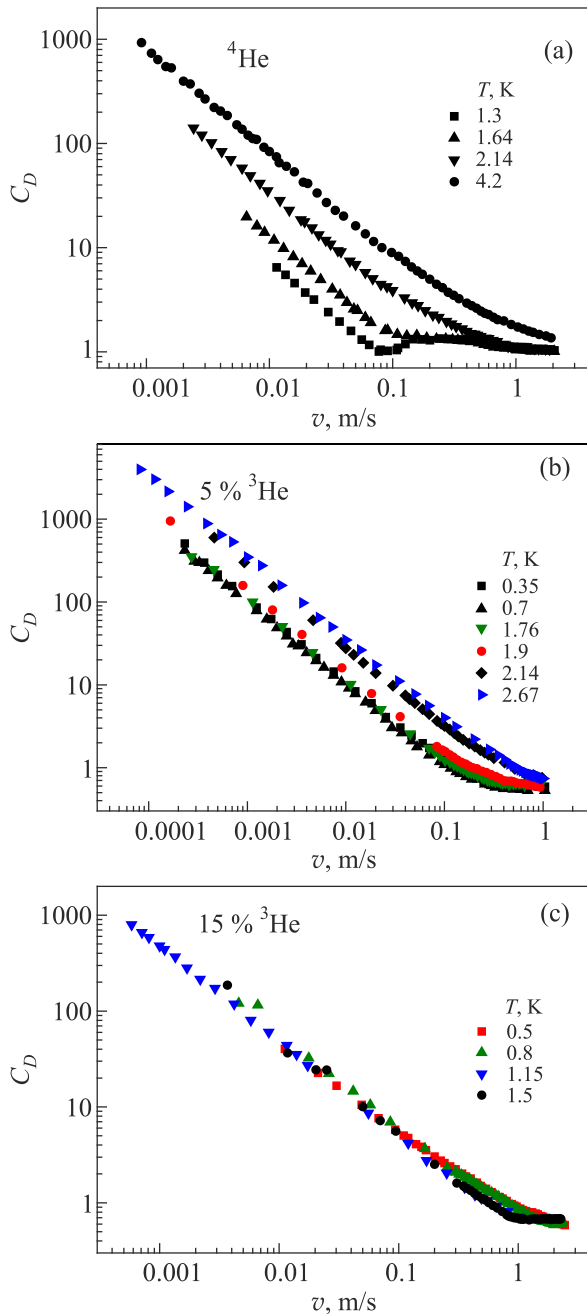 (a)
⁴He
T, K
1.3
1.64
2.14
4.2
C_D
1000
100
10
1
0.001 0.01 0.1 1
v, m/s
(b)
5 % ³He
T, K
0.35
0.7
1.76
1.9
2.14
2.67
C_D
1000
100
10
1
0.0001 0.001 0.01 0.1 1
v, m/s
(c)
15 % ³He
T, K
0.5
0.8
1.15
1.5
C_D
1000
100
10
1
0.001 0.01 0.1 1
v, m/s